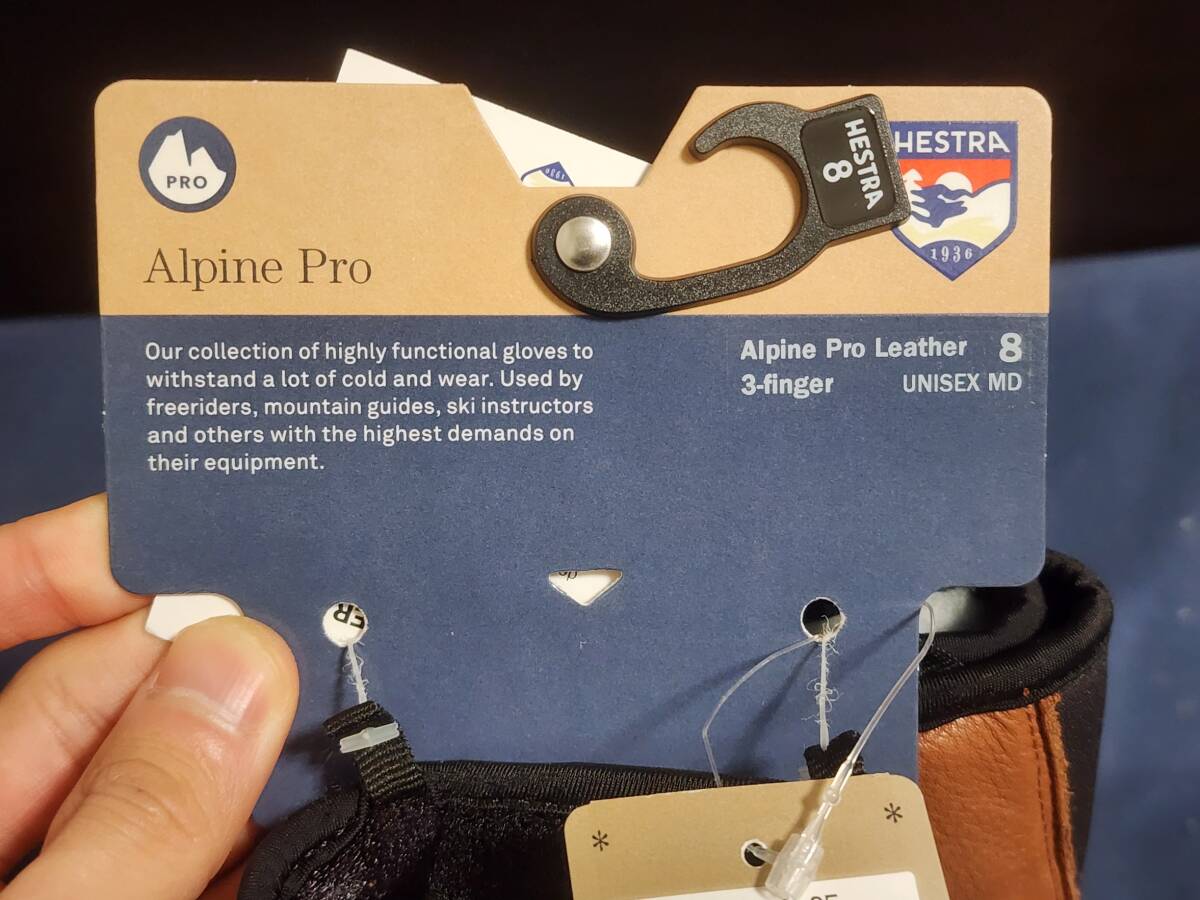 PRO
Alpine Pro
HESTRA
8
HESTRA
1936
1936
Our collection of highly functional gloves to
withstand a lot of cold and wear. Used by
freeriders, mountain guides, ski instructors
and others with the highest demands on
their equipment.
Alpine Pro Leather 8
3-finger UNISEX MD